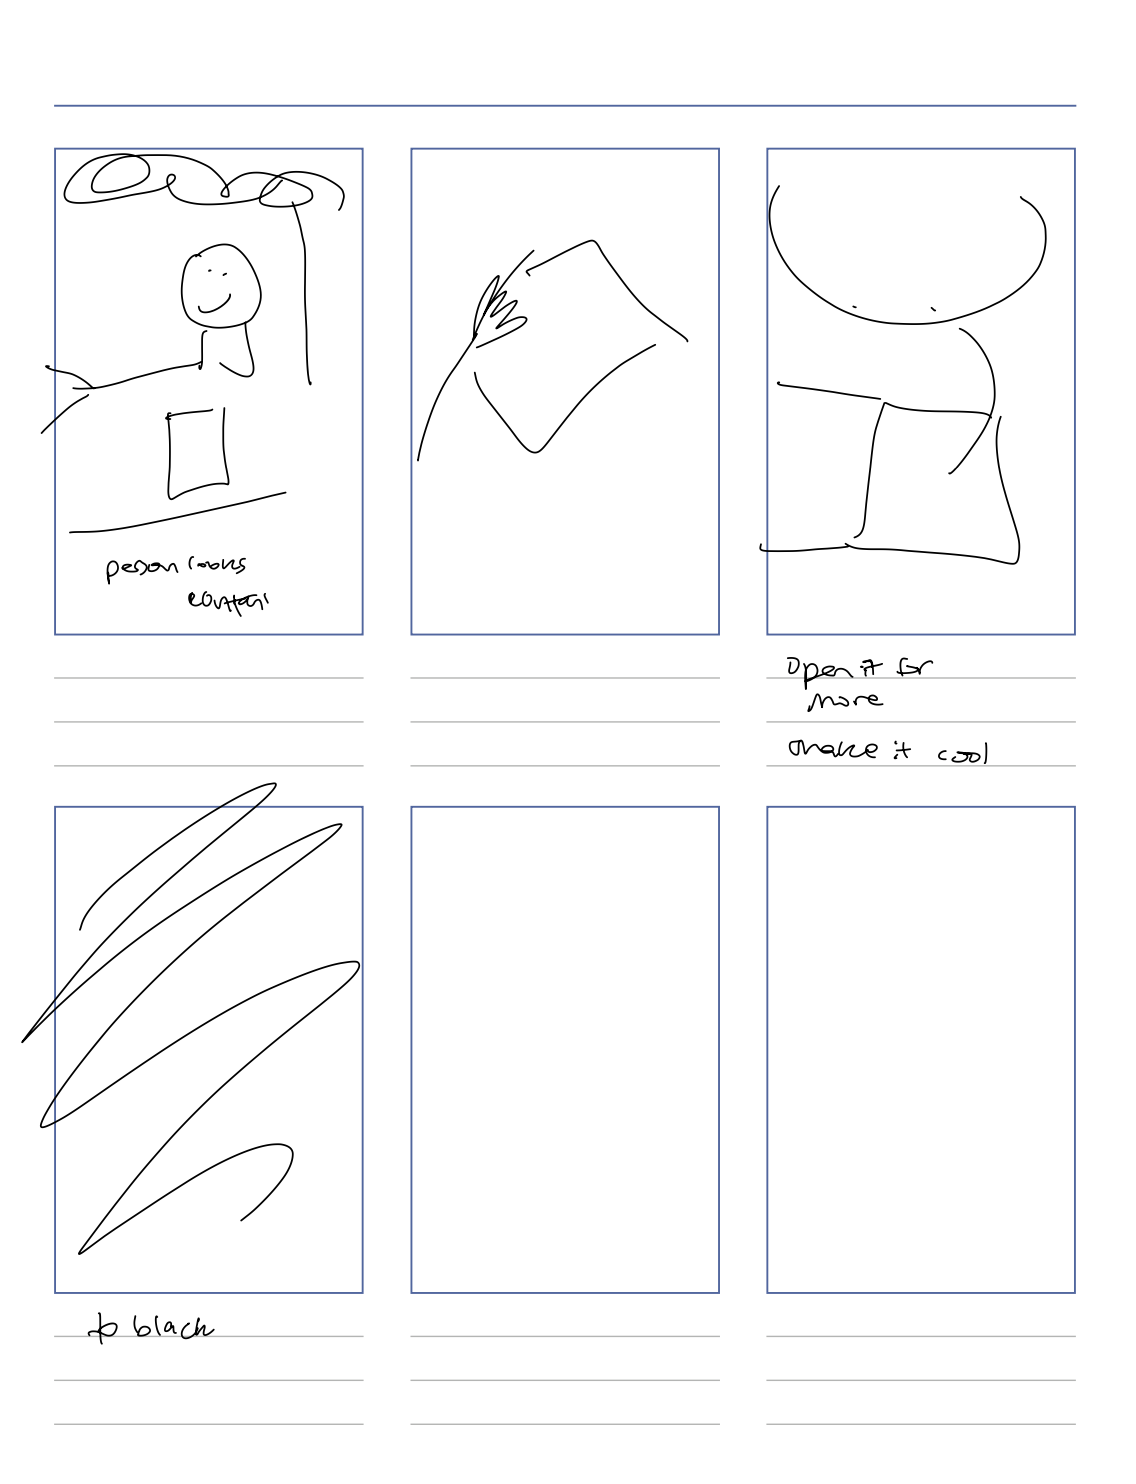 person looks
open it for
more
make it cool
to black